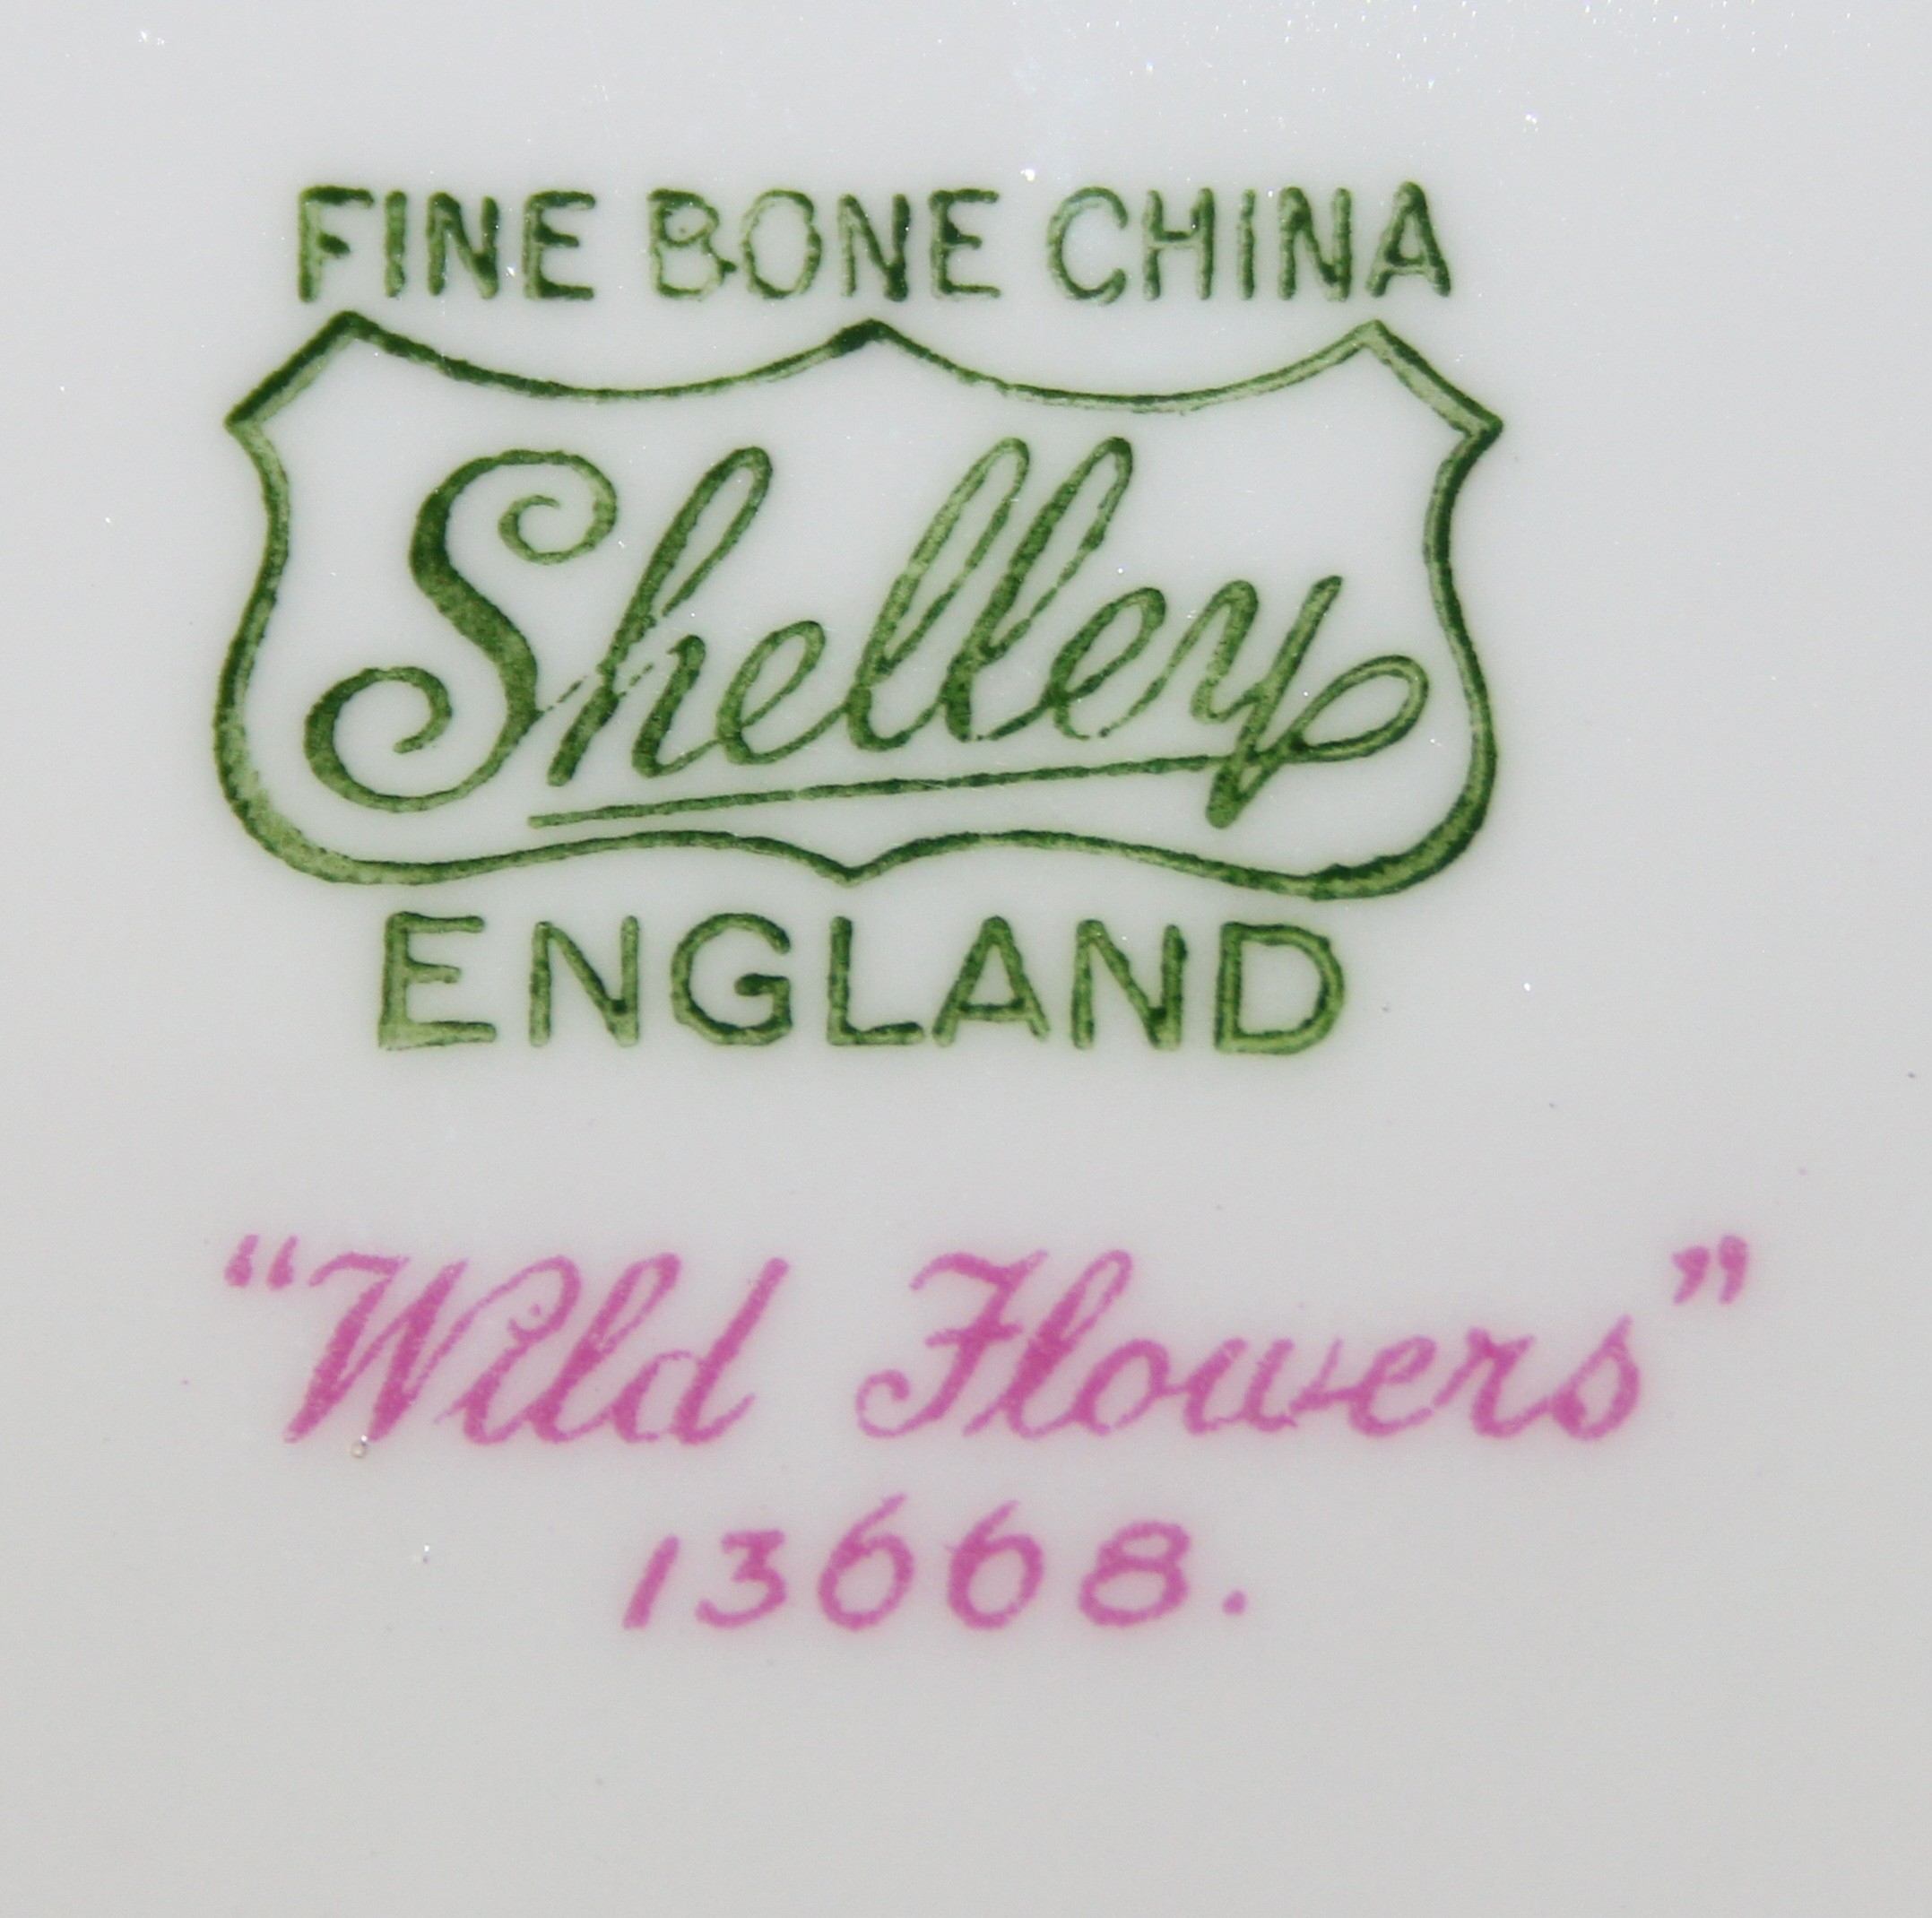 FINE BONE CHINA
Shelley
ENGLAND
“Wild Flowers”
13668.